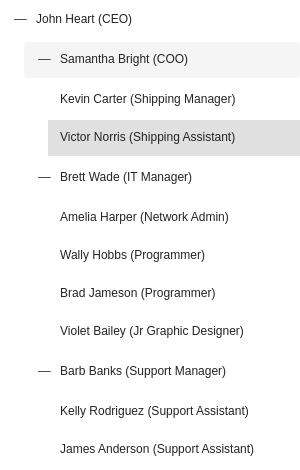 John Heart (CEO)
Samantha Bright (COO)
Kevin Carter (Shipping Manager)
Victor Norris (Shipping Assistant)
Brett Wade (IT Manager)
Amelia Harper (Network Admin)
Wally Hobbs (Programmer)
Brad Jameson (Programmer)
Violet Bailey (Jr Graphic Designer)
Barb Banks (Support Manager)
Kelly Rodriguez (Support Assistant)
James Anderson (Support Assistant)